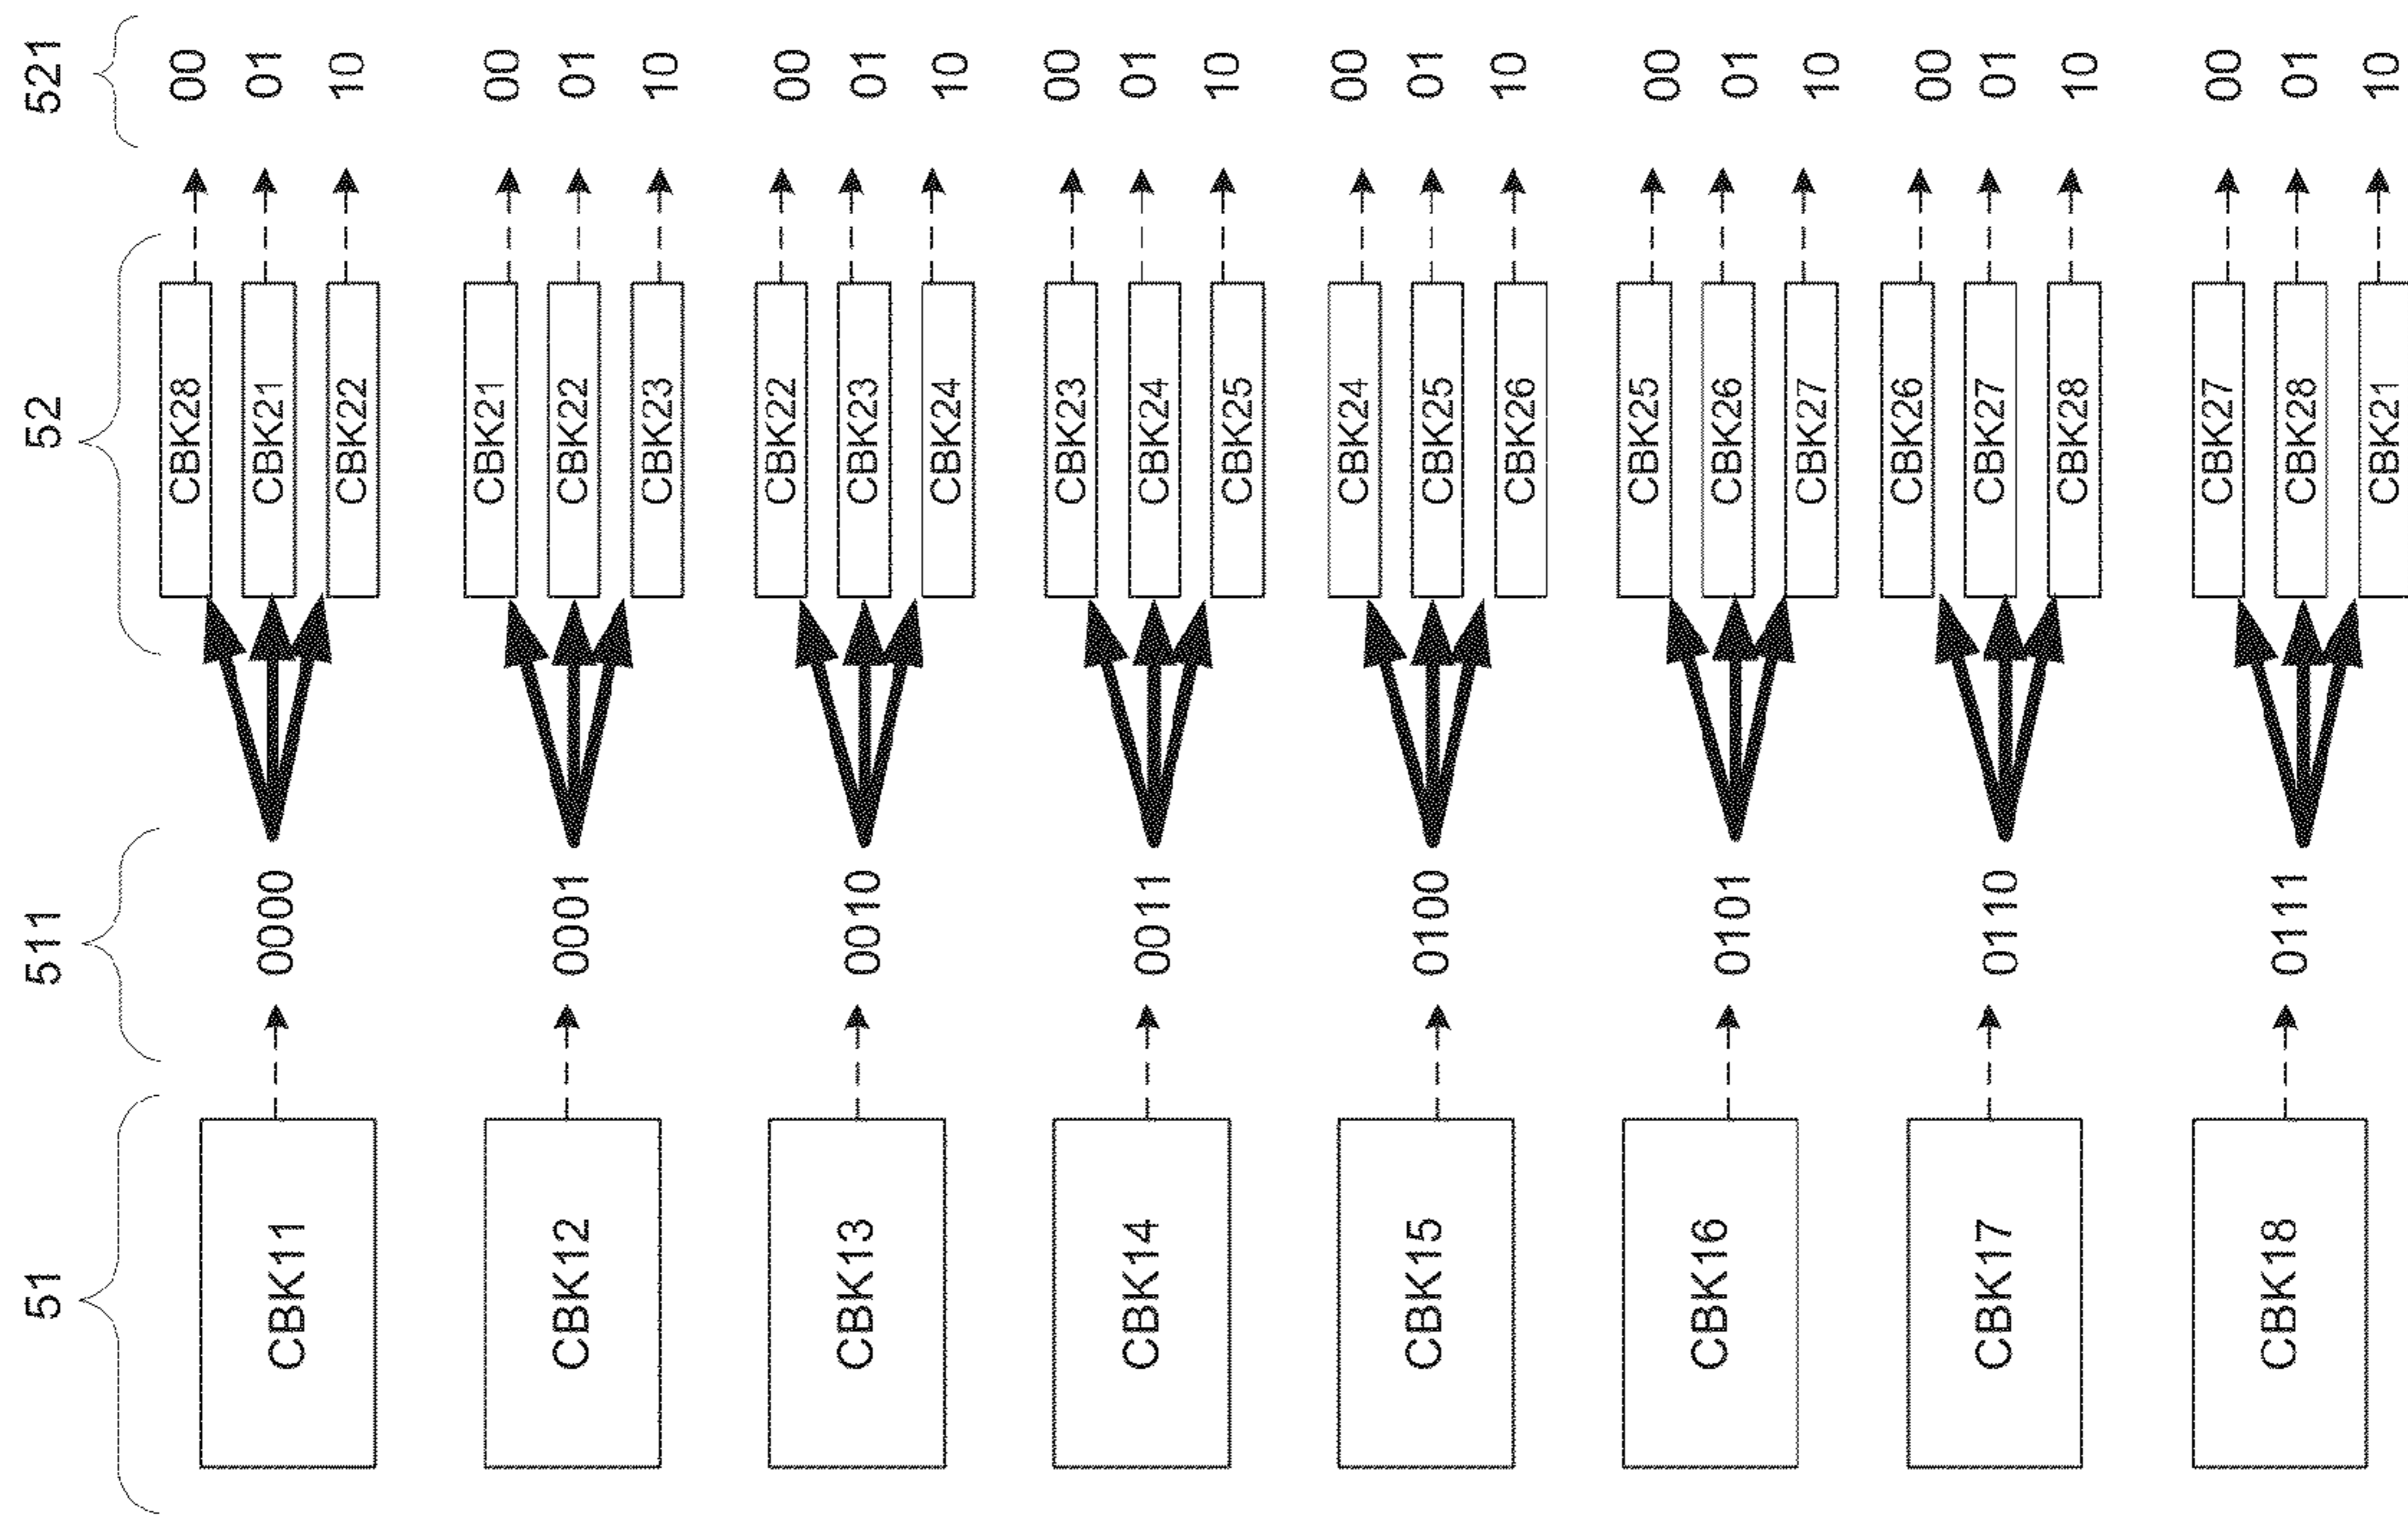 51 511 52 521
CBK28 00
CBK11 0000 CBK21 01
CBK22 10
CBK21 00
CBK12 0001 CBK22 01
CBK23 10
CBK22 00
CBK13 0010 CBK23 01
CBK24 10
CBK23 00
CBK14 0011 CBK24 01
CBK25 10
CBK24 00
CBK15 0100 CBK25 01
CBK26 10
CBK25 00
CBK16 0101 CBK26 01
CBK27 10
CBK26 00
CBK17 0110 CBK27 01
CBK28 10
CBK27 00
CBK18 0111 CBK28 01
CBK21 10